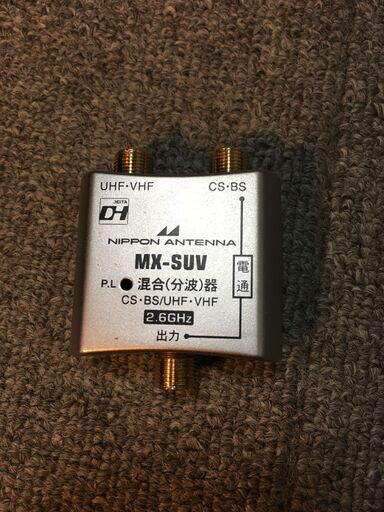 UHF・VHF
CS・BS
JEITA
DH
NIPPON ANTENNA
MX-SUV
電通
P.L
混合(分波)器
CS・BS/UHF・VHF
2.6GHz
出力